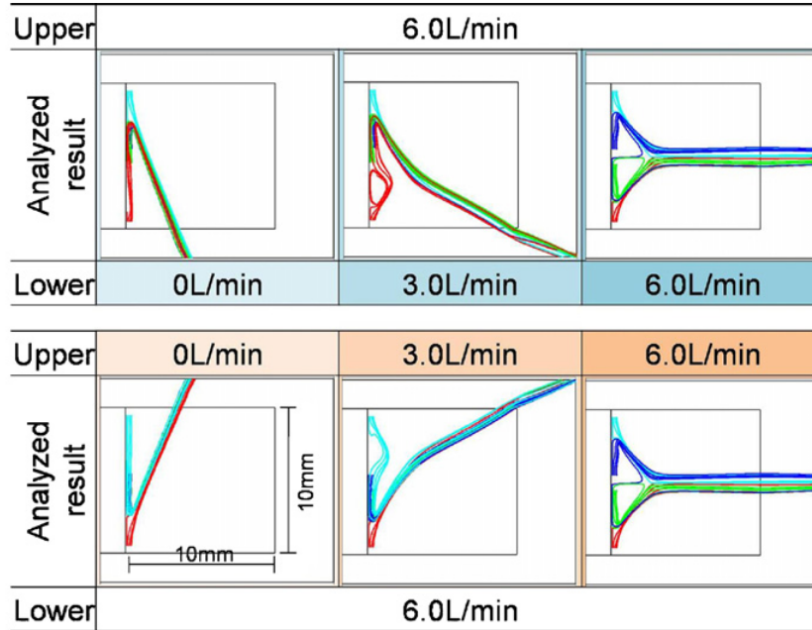 Upper 6.0L/min
Analyzed result
Lower 0L/min 3.0L/min 6.0L/min
Upper 0L/min 3.0L/min 6.0L/min
Analyzed result
10mm
10mm
Lower 6.0L/min